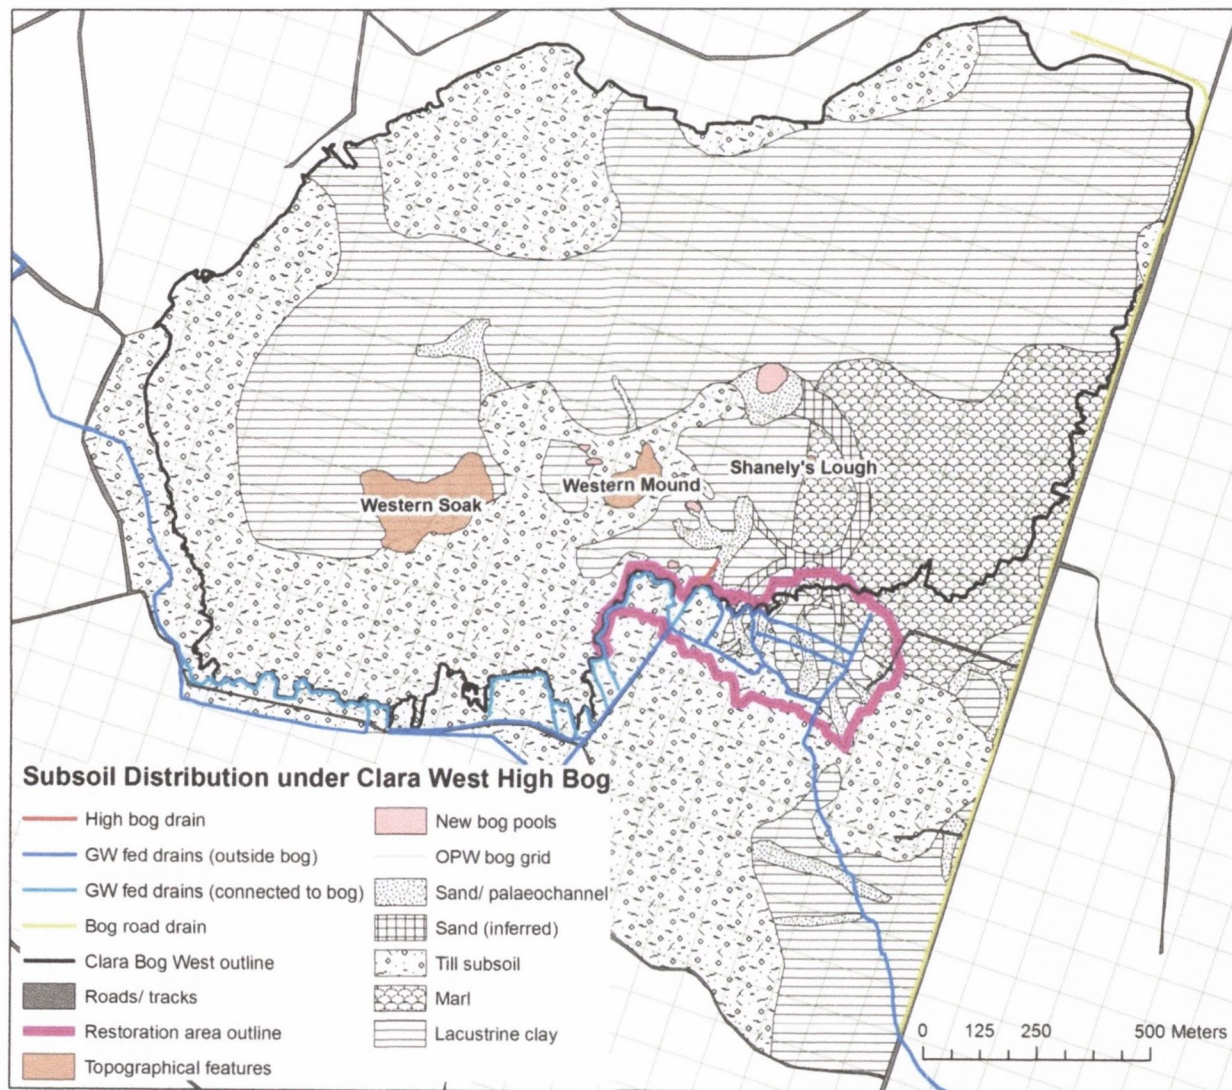 Shanely's Lough
Western Mound
Western Soak
Subsoil Distribution under Clara West High Bog
High bog drain
GW fed drains (outside bog)
GW fed drains (connected to bog)
Bog road drain
Clara Bog West outline
Roads/ tracks
Restoration area outline
Topographical features
New bog pools
OPW bog grid
Sand/ palaeochannel
Sand (inferred)
Till subsoil
Marl
Lacustrine clay
0 125 250 500 Meters